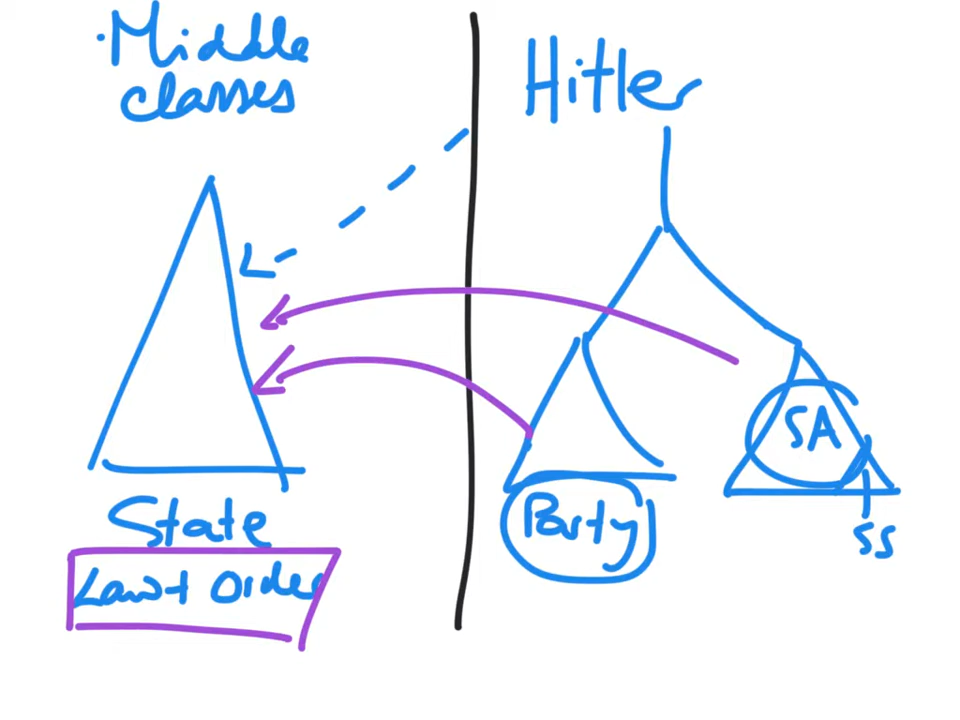 Middle
classes
Hitler
SA
Party
SS
State
Law + Order